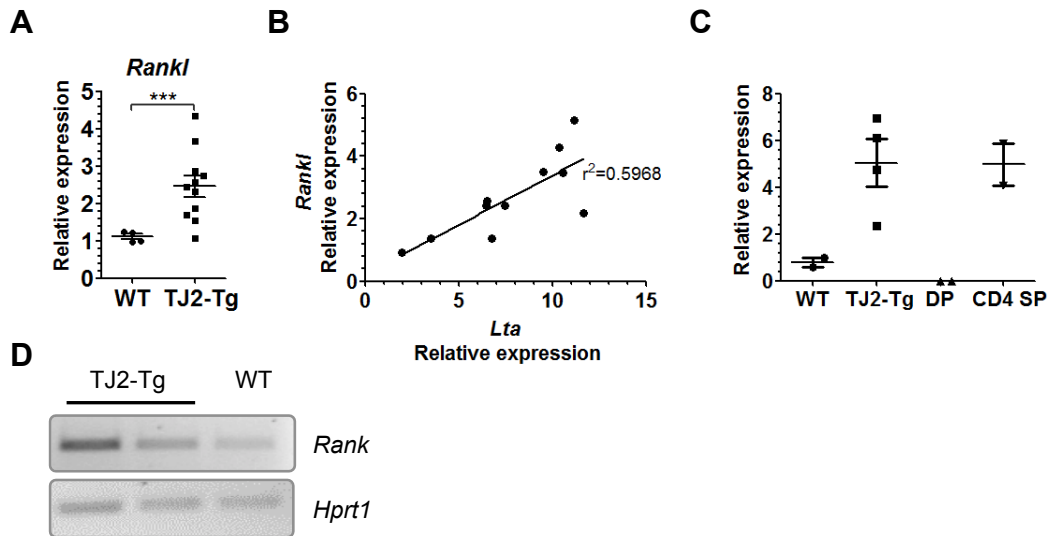 A
Rankl
Relative expression
5
4
3
2
1
0
***
WT TJ2-Tg
B
Rankl
Relative expression
6
4
2
0
r²=0.5968
0 5 10 15
Lta
Relative expression
C
Relative expression
8
6
4
2
0
WT TJ2-Tg DP CD4 SP
D
TJ2-Tg WT
Rank
Hprt1